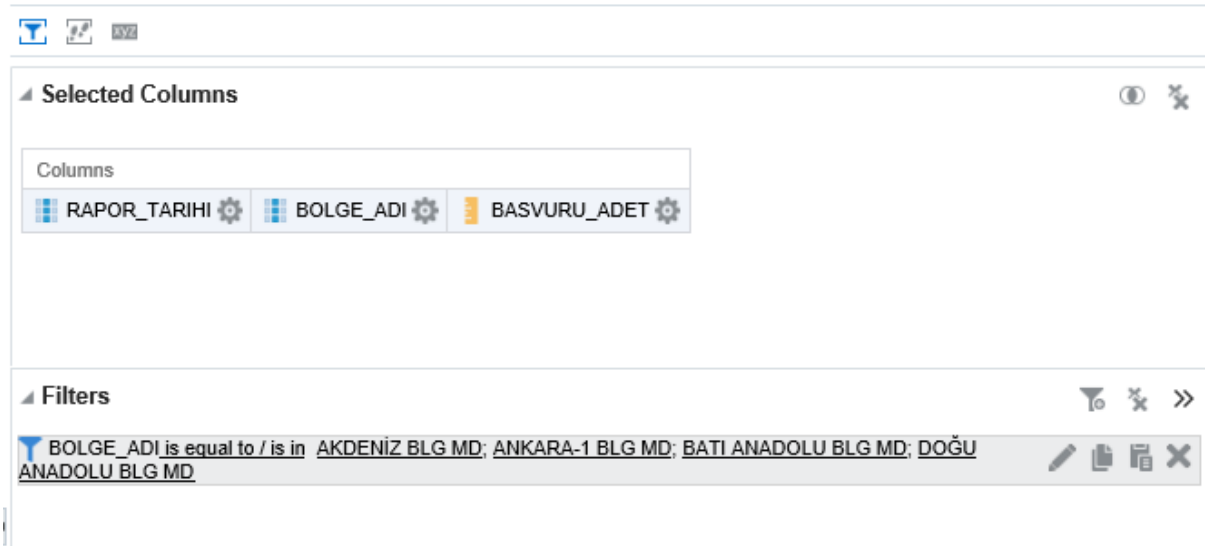 xyz
Selected Columns
Columns
RAPOR_TARIHI BOLGE_ADI BASVURU_ADET
Filters
BOLGE_ADI is equal to / is in AKDENİZ BLG MD; ANKARA-1 BLG MD; BATI ANADOLU BLG MD; DOĞU
ANADOLU BLG MD